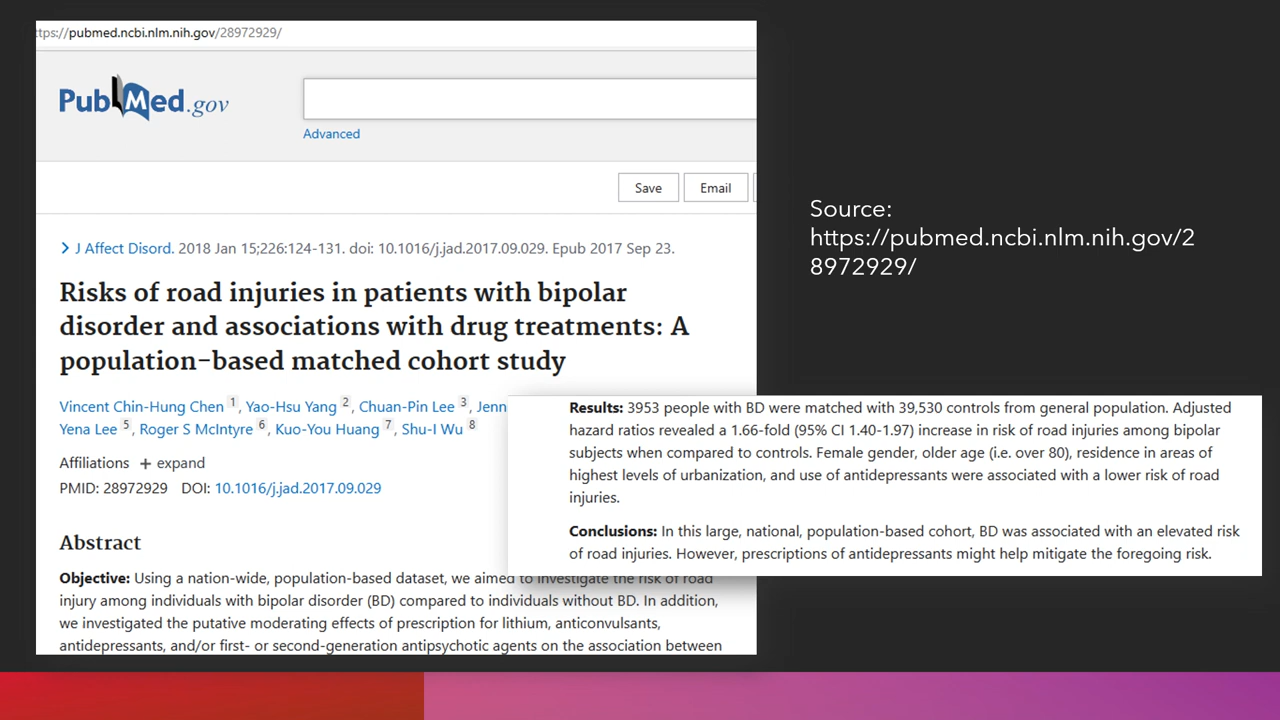 tps://pubmed.ncbi.nlm.nih.gov/28972929/
PubMed.gov
Advanced
Save
Email
J Affect Disord. 2018 Jan 15;226:124-131. doi: 10.1016/j.jad.2017.09.029. Epub 2017 Sep 23.
Risks of road injuries in patients with bipolar
disorder and associations with drug treatments: A
population-based matched cohort study
Vincent Chin-Hung Chen 1, Yao-Hsu Yang 2, Chuan-Pin Lee 3, Jenn
Yena Lee 5, Roger S McIntyre 6, Kuo-You Huang 7, Shu-I Wu 8
Affiliations + expand
PMID: 28972929 DOI: 10.1016/j.jad.2017.09.029
Abstract
Objective: Using a nation-wide, population-based dataset, we aimed to investigate the risk of road
injury among individuals with bipolar disorder (BD) compared to individuals without BD. In addition,
we investigated the putative moderating effects of prescription for lithium, anticonvulsants,
antidepressants, and/or first- or second-generation antipsychotic agents on the association between
Results: 3953 people with BD were matched with 39,530 controls from general population. Adjusted
hazard ratios revealed a 1.66-fold (95% CI 1.40-1.97) increase in risk of road injuries among bipolar
subjects when compared to controls. Female gender, older age (i.e. over 80), residence in areas of
highest levels of urbanization, and use of antidepressants were associated with a lower risk of road
injuries.
Conclusions: In this large, national, population-based cohort, BD was associated with an elevated risk
of road injuries. However, prescriptions of antidepressants might help mitigate the foregoing risk.
Source:
https://pubmed.ncbi.nlm.nih.gov/2
8972929/